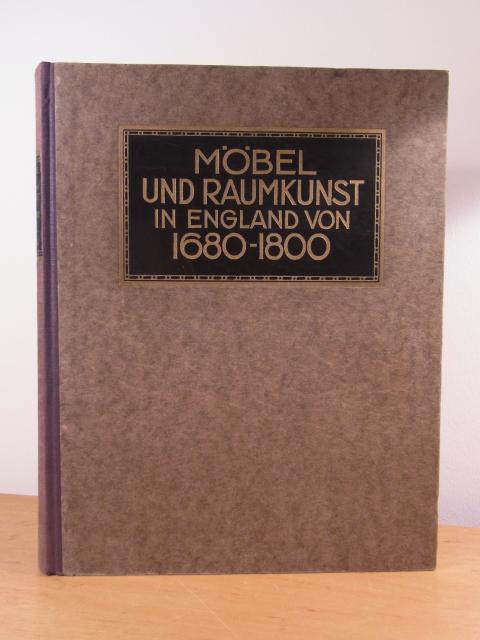 MÖBEL
UND RAUMKUNST
IN ENGLAND VON
1680-1800